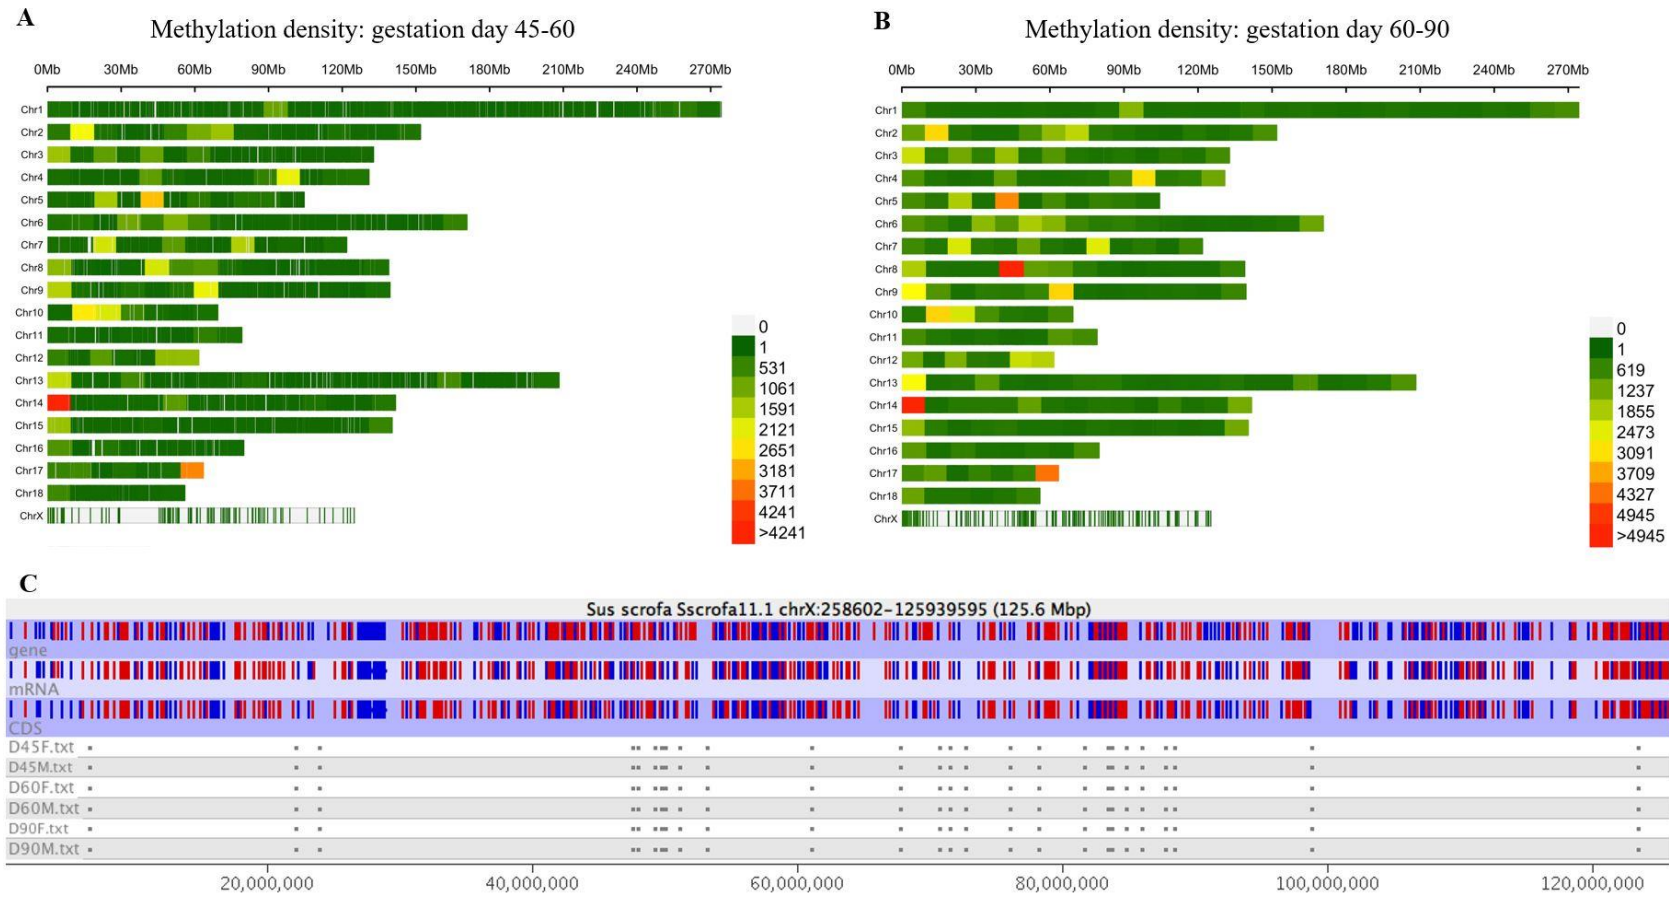 A
Methylation density: gestation day 45-60
0Mb 30Mb 60Mb 90Mb 120Mb 150Mb 180Mb 210Mb 240Mb 270Mb
Chr1
Chr2
Chr3
Chr4
Chr5
Chr6
Chr7
Chr8
Chr9
Chr10
Chr11
Chr12
Chr13
Chr14
Chr15
Chr16
Chr17
Chr18
ChrX
0
1
531
1061
1591
2121
2651
3181
3711
4241
>4241
B
Methylation density: gestation day 60-90
0Mb 30Mb 60Mb 90Mb 120Mb 150Mb 180Mb 210Mb 240Mb 270Mb
Chr1
Chr2
Chr3
Chr4
Chr5
Chr6
Chr7
Chr8
Chr9
Chr10
Chr11
Chr12
Chr13
Chr14
Chr15
Chr16
Chr17
Chr18
ChrX
0
1
619
1237
1855
2473
3091
3709
4327
4945
>4945
C
Sus scrofa Sscrofa11.1 chrX:258602-125939595 (125.6 Mbp)
gene
mRNA
CDS
D45F.txt
D45M.txt
D60F.txt
D60M.txt
D90F.txt
D90M.txt
20,000,000 40,000,000 60,000,000 80,000,000 100,000,000 120,000,000